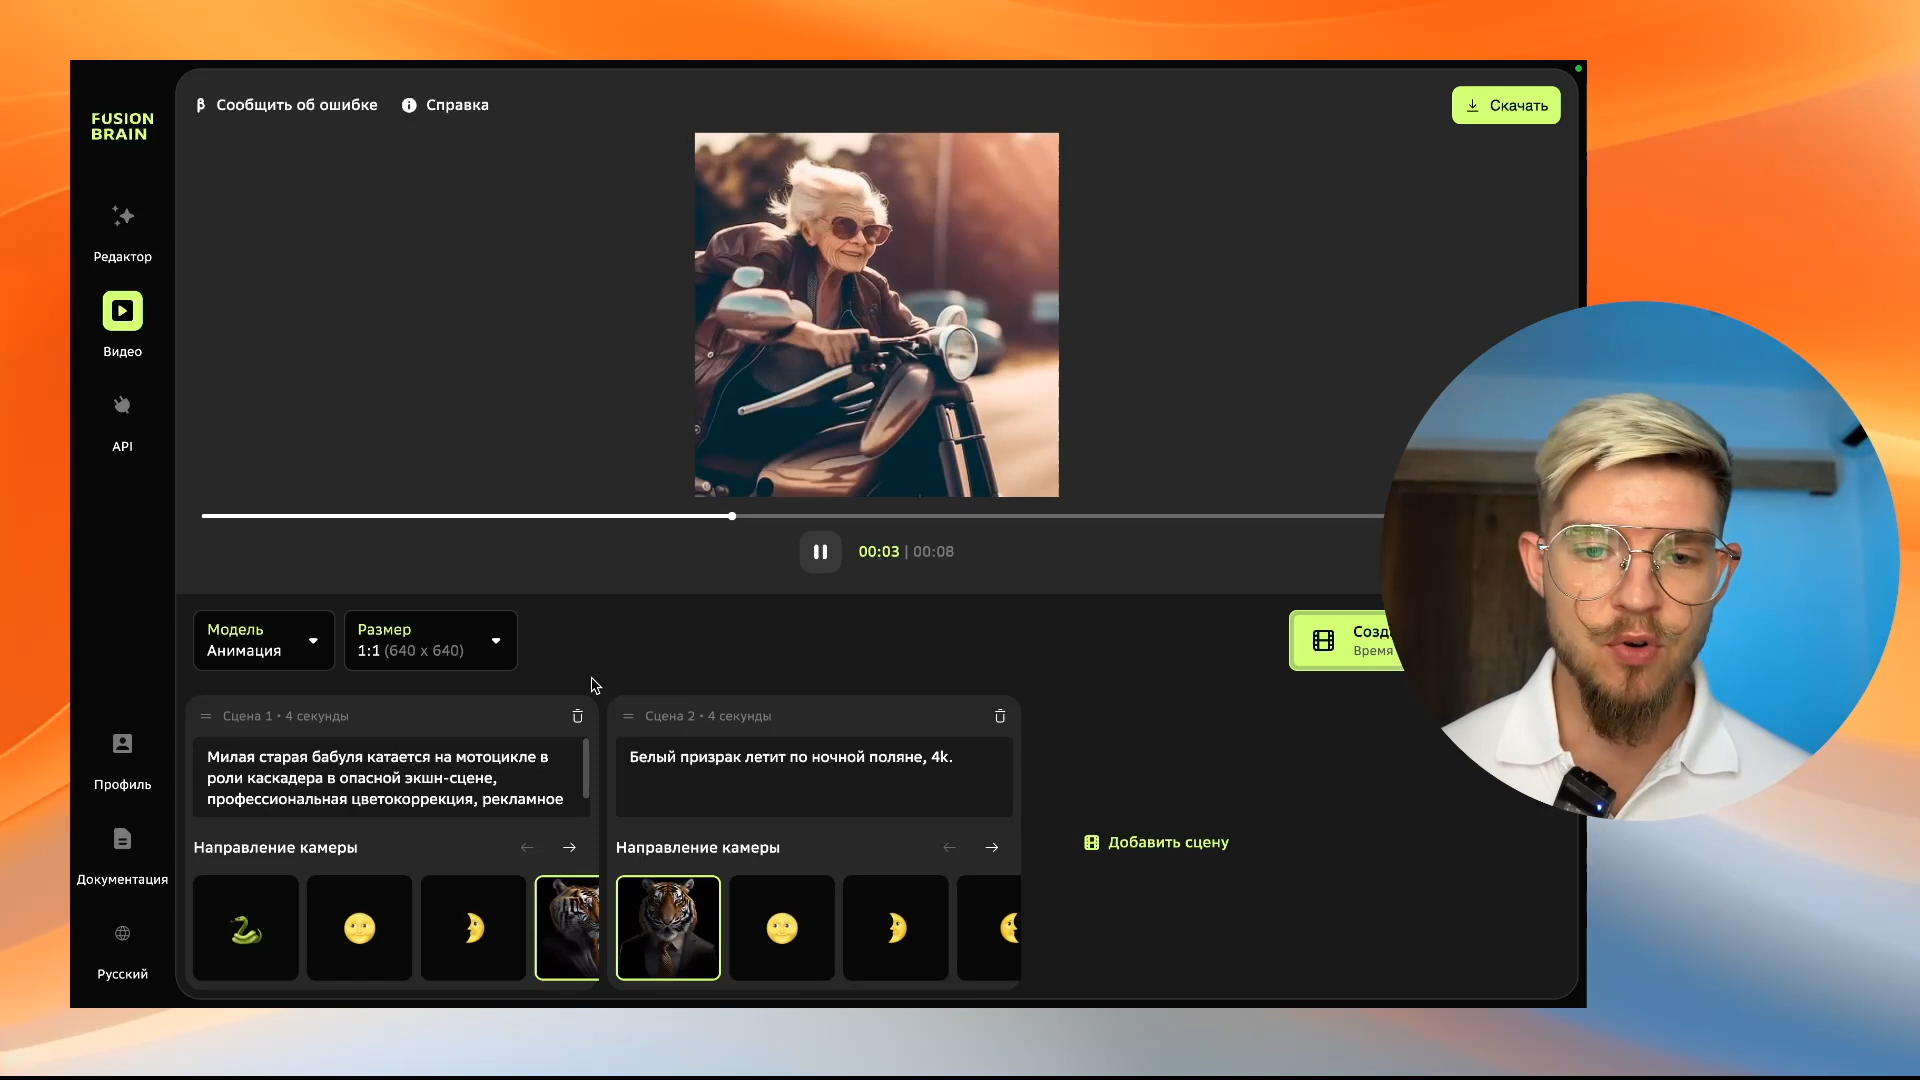 FUSION
BRAIN
β Сообщить об ошибке
Справка
Скачать
Редактор
Видео
API
00:03 | 00:08
Модель
Анимация
Размер
1:1 (640 x 640)
Время
Сцена 1 • 4 секунды
Милая старая бабуля катается на мотоцикле в
роли каскадера в опасной экшн-сцене,
профессиональная цветокоррекция, рекламное
Направление камеры
Сцена 2 • 4 секунды
Белый призрак летит по ночной поляне, 4k.
Направление камеры
Добавить сцену
Профиль
Документация
Русский